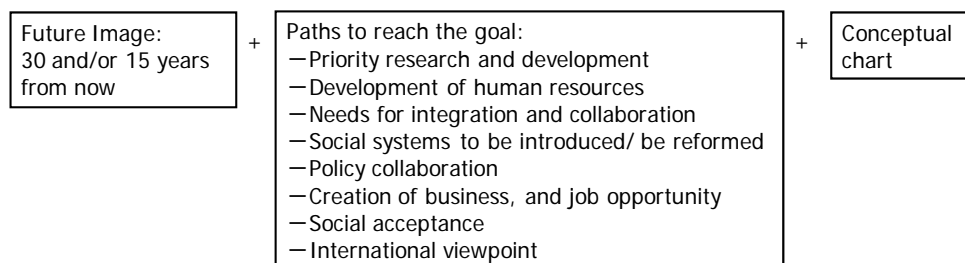 Future Image:
30 and/or 15 years
from now
+
Paths to reach the goal:
—Priority research and development
—Development of human resources
—Needs for integration and collaboration
—Social systems to be introduced/ be reformed
—Policy collaboration
—Creation of business, and job opportunity
—Social acceptance
—International viewpoint
+
Conceptual
chart